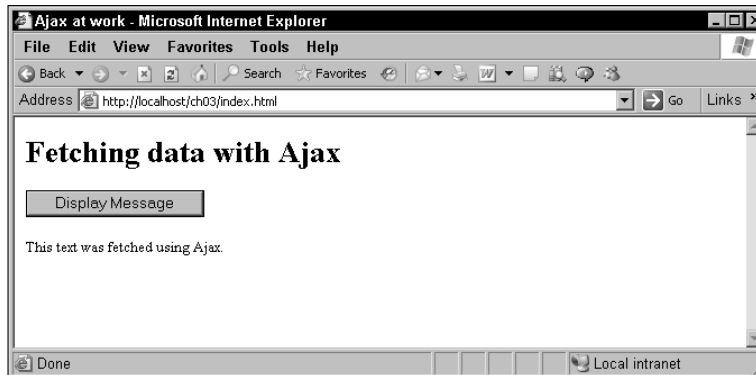 Ajax at work - Microsoft Internet Explorer
File Edit View Favorites Tools Help
Back Search Favorites
Address http://localhost/ch03/index.html Go Links »
Fetching data with Ajax
Display Message
This text was fetched using Ajax.
Done Local intranet